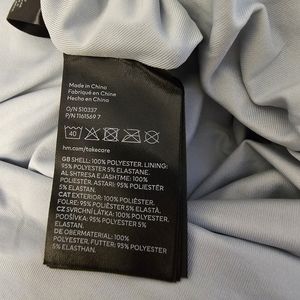 Made in China
Fabriqué en Chine
Hecho en China
O/N 510337
P/N 1161569 7
40
hm.com/takecare
GB SHELL: 100% POLYESTER. LINING:
95% POLYESTER 5% ELASTANE.
AL SHTRESA E JASHTME: 100%
POLIESTER, ASTARI: 95% POLIESTER
5% ELASTAN.
CAT EXTERIOR: 100% POLIÈSTER.
FOLRE: 95% POLIÈSTER 5% ELASTÀ.
CZ SVRCHNÍ LÁTKA: 100% POLYESTER.
PODŠÍVKA: 95% POLYESTER 5%
ELASTAN.
DE OBERMATERIAL: 100%
POLYESTER, FUTTER: 95% POLYESTER
5% ELASTHAN.